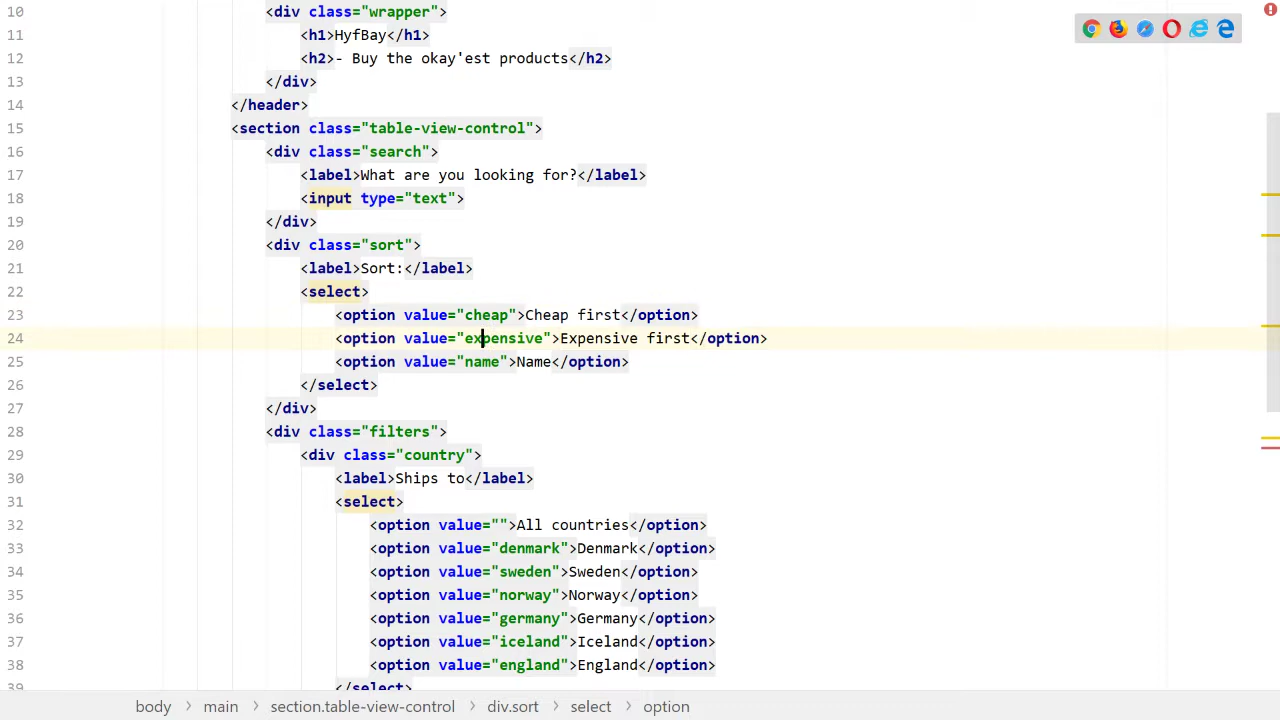 10 <div class="wrapper">
11 <h1>HyfBay</h1>
12 <h2>- Buy the okay'est products</h2>
13 </div>
14 </header>
15 <section class="table-view-control">
16 <div class="search">
17 <label>What are you looking for?</label>
18 <input type="text">
19 </div>
20 <div class="sort">
21 <label>Sort:</label>
22 <select>
23 <option value="cheap">Cheap first</option>
24 <option value="expensive">Expensive first</option>
25 <option value="name">Name</option>
26 </select>
27 </div>
28 <div class="filters">
29 <div class="country">
30 <label>Ships to</label>
31 <select>
32 <option value="">All countries</option>
33 <option value="denmark">Denmark</option>
34 <option value="sweden">Sweden</option>
35 <option value="norway">Norway</option>
36 <option value="germany">Germany</option>
37 <option value="iceland">Iceland</option>
38 <option value="england">England</option>
39 </select>
body > main > section.table-view-control > div.sort > select > option